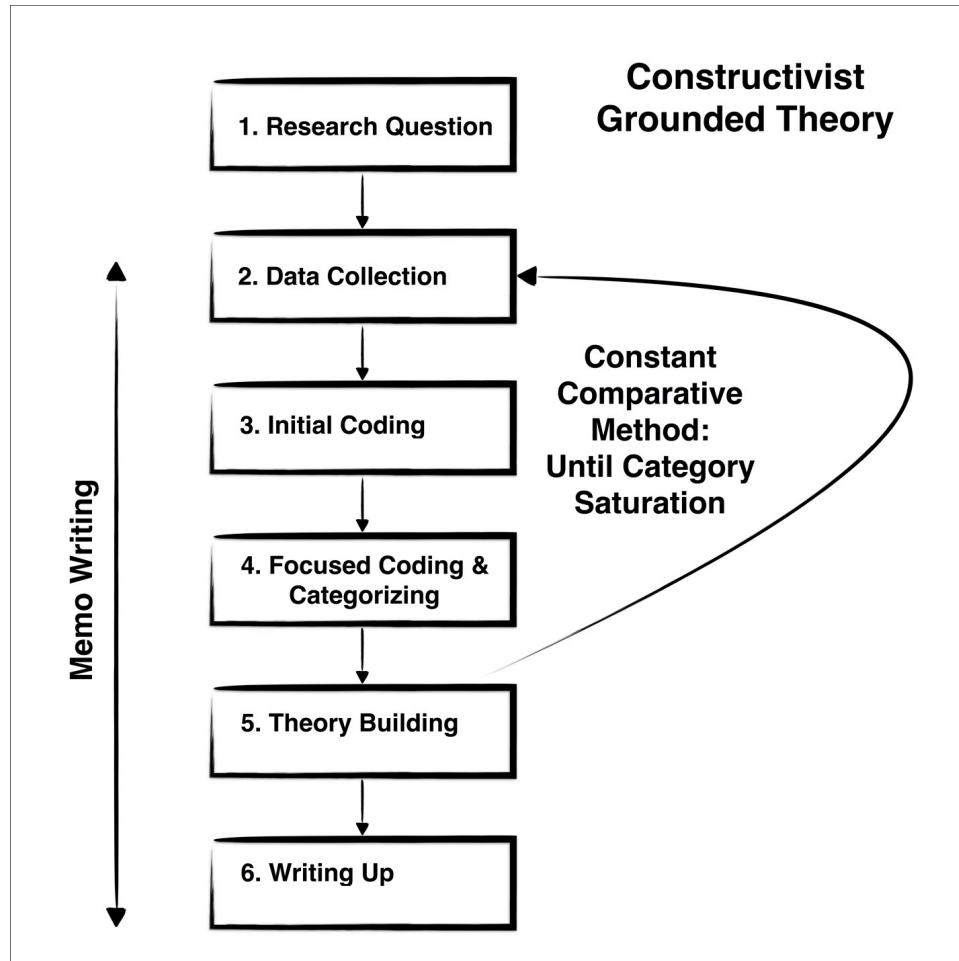 Constructivist
Grounded Theory
1. Research Question
2. Data Collection
3. Initial Coding
4. Focused Coding &
Categorizing
5. Theory Building
6. Writing Up
Constant
Comparative
Method:
Until Category
Saturation
Memo Writing